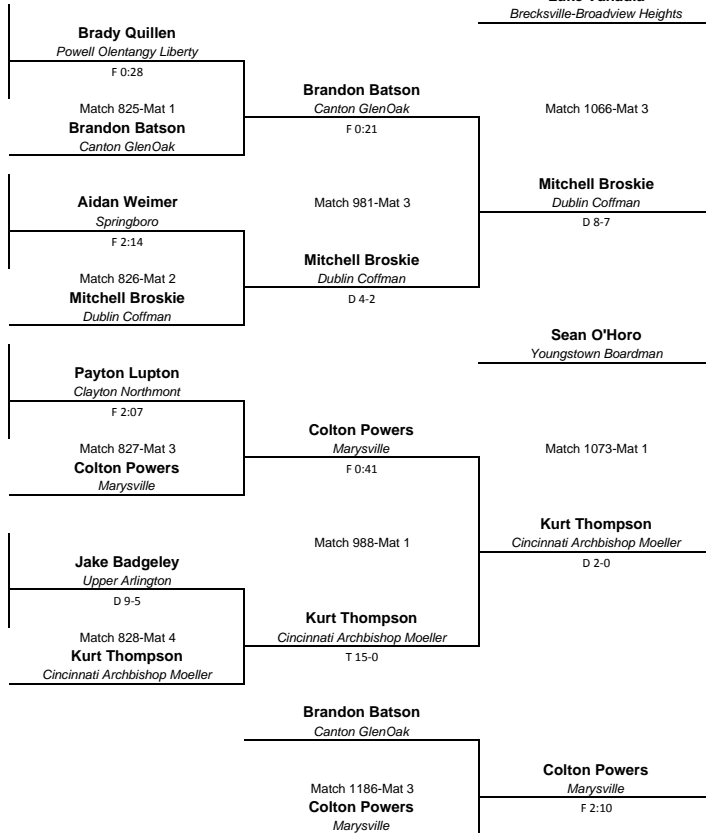 Brady Quillen
Powell Olentangy Liberty
F 0:28
Match 825-Mat 1
Brandon Batson
Canton GlenOak
Aidan Weimer
Springboro
F 2:14
Match 826-Mat 2
Mitchell Broskie
Dublin Coffman
Payton Lupton
Clayton Northmont
F 2:07
Match 827-Mat 3
Colton Powers
Marysville
Jake Badgeley
Upper Arlington
D 9-5
Match 828-Mat 4
Kurt Thompson
Cincinnati Archbishop Moeller
Brandon Batson
Canton GlenOak
F 0:21
Match 981-Mat 3
Mitchell Broskie
Dublin Coffman
D 4-2
Colton Powers
Marysville
F 0:41
Match 988-Mat 1
Kurt Thompson
Cincinnati Archbishop Moeller
T 15-0
Brandon Batson
Canton GlenOak
Match 1186-Mat 3
Colton Powers
Marysville
Brecksville-Broadview Heights
Match 1066-Mat 3
Mitchell Broskie
Dublin Coffman
D 8-7
Sean O'Horo
Youngstown Boardman
Match 1073-Mat 1
Kurt Thompson
Cincinnati Archbishop Moeller
D 2-0
Colton Powers
Marysville
F 2:10